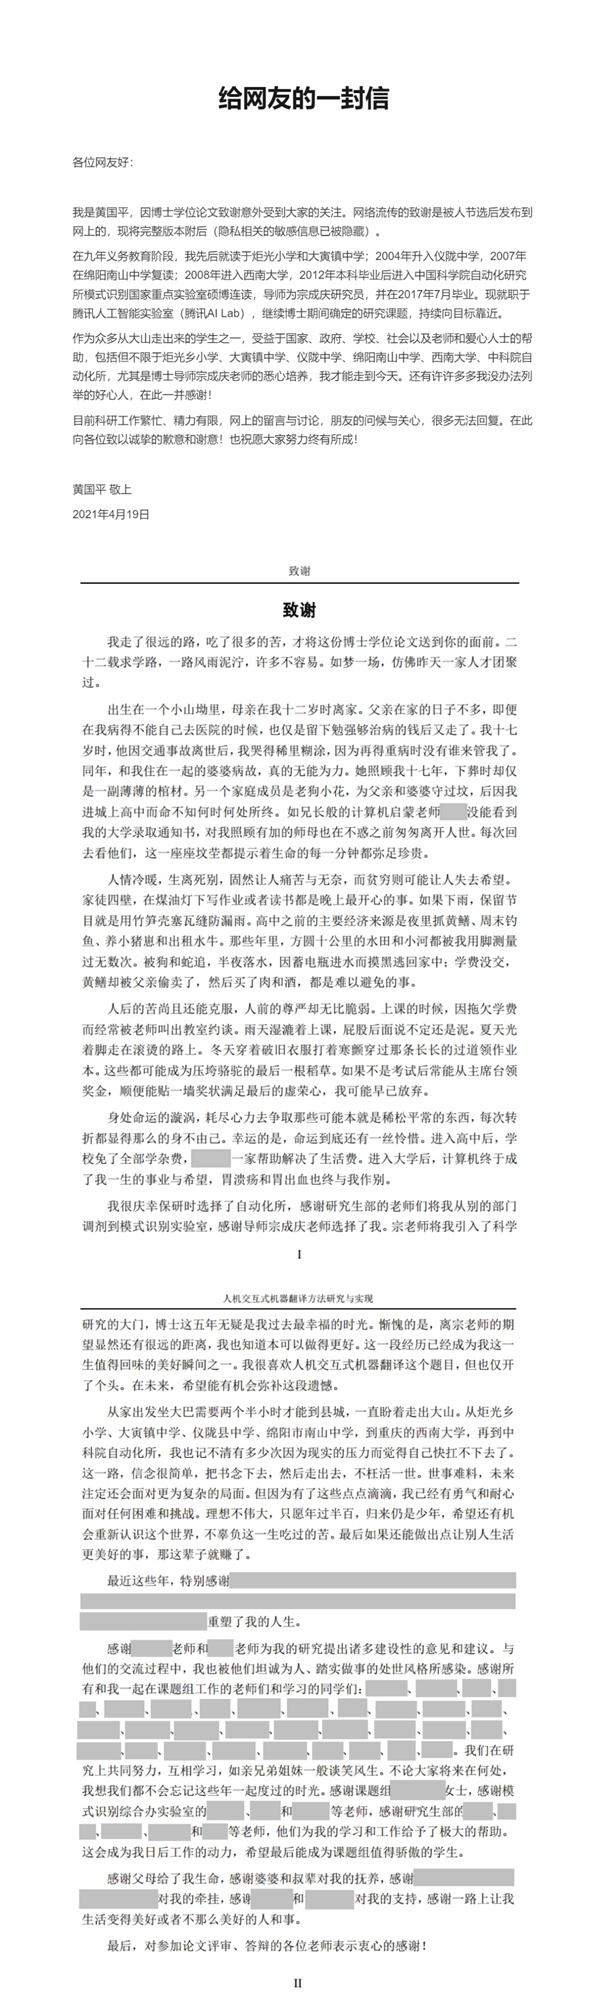 给网友的一封信
各位网友好：
我是黄国平，因博士学位论文致谢意外受到大家的关注。网络流传的致谢是被人节选后发布到
网上的，现将完整版本附后（隐私相关的敏感信息已被隐藏）。
在九年义务教育阶段，我先后就读于炬光小学和大寅镇中学；2004年升入仪陇中学，2007年
在绵阳南山中学复读；2008年进入西南大学，2012年本科毕业后进入中国科学院自动化研究
所模式识别国家重点实验室硕博连读，导师为宗成庆研究员，并在2017年7月毕业。现就职于
腾讯人工智能实验室（腾讯AI Lab），继续博士期间确定的研究课题，持续向目标靠近。
作为众多从大山走出来的学生之一，受益于国家、政府、学校、社会以及老师和爱心人士的帮
助，包括但不限于炬光乡小学、大寅镇中学、仪陇中学、绵阳南山中学、西南大学、中科院自
动化所，尤其是博士导师宗成庆老师的悉心培养，我才能走到今天。还有许许多多我没办法列
举的好心人，在此一并感谢！
目前科研工作繁忙、精力有限，网上的留言与讨论，朋友的问候与关心，很多无法回复。在此
向各位致以诚挚的歉意和谢意！也祝愿大家努力终有所成！
黄国平 敬上
2021年4月19日
致谢
致谢
我走了很远的路，吃了很多的苦，才将这份博士学位论文送到你的面前。二
十二载求学路，一路风雨泥泞，许多不容易。如梦一场，仿佛昨天一家人才团聚
过。
出生在一个小山坳里，母亲在我十二岁时离家。父亲在家的日子不多，即便
在我病得不能自己去医院的时候，也仅是留下勉强够治病的钱后又走了。我十七
岁时，他因交通事故离世后，我哭得稀里糊涂，因为再得重病时没有谁来管我了。
同年，和我住在一起的婆婆病故，真的无能为力。她照顾我十七年，下葬时却仅
是一副薄薄的棺材。另一个家庭成员是老狗小花，为父亲和婆婆守过坟，后因我
进城上高中而命不知何时何处所终。如兄长般的计算机启蒙老师 没能看到
我的大学录取通知书，对我照顾有加的师母也在不惑之前匆匆离开人世。每次回
去看他们，这一座座坟茔都提示着生命的每一分钟都弥足珍贵。
人情冷暖，生离死别，固然让人痛苦与无奈，而贫穷则可能让人失去希望。
家徒四壁，在煤油灯下写作业或者读书都是晚上最开心的事。如果下雨，保留节
目就是用竹笋壳塞瓦缝防漏雨。高中之前的主要经济来源是夜里抓黄鳝、周末钓
鱼、养小猪崽和出租水牛。那些年里，方圆十公里的水田和小河都被我用脚测量
过无数次。被狗和蛇追，半夜落水，因蓄电瓶进水而摸黑逃回家中；学费没交，
黄鳝却被父亲偷卖了，然后买了肉和酒，都是难以避免的事。
人后的苦尚且还能克服，人前的尊严却无比脆弱。上课的时候，因拖欠学费
而经常被老师叫出教室约谈。雨天湿漉着上课，屁股后面说不定还是泥。夏天光
着脚走在滚烫的路上。冬天穿着破旧衣服打着寒颤穿过那条长长的过道领作业
本。这些都可能成为压垮骆驼的最后一根稻草。如果不是考试后常能从主席台领
奖金，顺便能贴一墙奖状满足最后的虚荣心，我可能早已放弃。
身处命运的漩涡，耗尽心力去争取那些可能本就是稀松平常的东西，每次转
折都显得那么的身不由己。幸运的是，命运到底还有一丝怜惜。进入高中后，学
校免了全部学杂费， 一家帮助解决了生活费。进入大学后，计算机终于成
了我一生的事业与希望，胃溃疡和胃出血也终与我作别。
我很庆幸保研时选择了自动化所，感谢研究生部的老师们将我从别的部门
调剂到模式识别实验室，感谢导师宗成庆老师选择了我。宗老师将我引入了科学
I
人机交互式机器翻译方法研究与实现
研究的大门，博士这五年无疑是我过去最幸福的时光。惭愧的是，离宗老师的期
望显然还有很远的距离，我也知道本可以做得更好。这一段经历已经成为我这一
生值得回味的美好瞬间之一。我很喜欢人机交互式机器翻译这个题目，但也仅开
了个头。在未来，希望能有机会弥补这段遗憾。
从家出发坐大巴需要两个半小时才能到县城，一直盼着走出大山。从炬光乡
小学、大寅镇中学、仪陇县中学、绵阳市南山中学，到重庆的西南大学，再到中
科院自动化所，我也记不清有多少次因为现实的压力而觉得自己快扛不下去了。
这一路，信念很简单，把书念下去，然后走出去，不枉活一世。世事难料，未来
注定还会面对更为复杂的局面。但因为有了这些点点滴滴，我已经有勇气和耐心
面对任何困难和挑战。理想不伟大，只愿年过半百，归来仍是少年，希望还有机
会重新认识这个世界，不辜负这一生吃过的苦。最后如果还能做出点让别人生活
更美好的事，那这辈子就赚了。
最近这些年，特别感谢
重塑了我的人生。
感谢 老师和 老师为我的研究提出诸多建设性的意见和建议。与
他们的交流过程中，我也被他们坦诚为人、踏实做事的处世风格所感染。感谢所
有和我一起在课题组工作的老师们和学习的同学们： 、 、 、
、 、 、 、 、 、 、 、 、 、
、 、 、 、 、 、 、 、 、
、 、 、 、 、 、 、 、 。我们在研
究上共同努力，互相学习，如亲兄弟姐妹一般谈笑风生。不论大家将来在何处，
我想我们都不会忘记这些年一起度过的时光。感谢课题组 女士，感谢模
式识别综合办实验室的 、 和 等老师，感谢研究生部的 、
、 、 和 等老师，他们为我的学习和工作给予了极大的帮助。
这会成为我日后工作的动力，希望最后能成为课题组值得骄傲的学生。
感谢父母给了我生命，感谢婆婆和叔辈对我的抚养，感谢
对我的牵挂，感谢 和 对我的支持，感谢一路上让我
生活变得美好或者不那么美好的人和事。
最后，对参加论文评审、答辩的各位老师表示衷心的感谢！
II